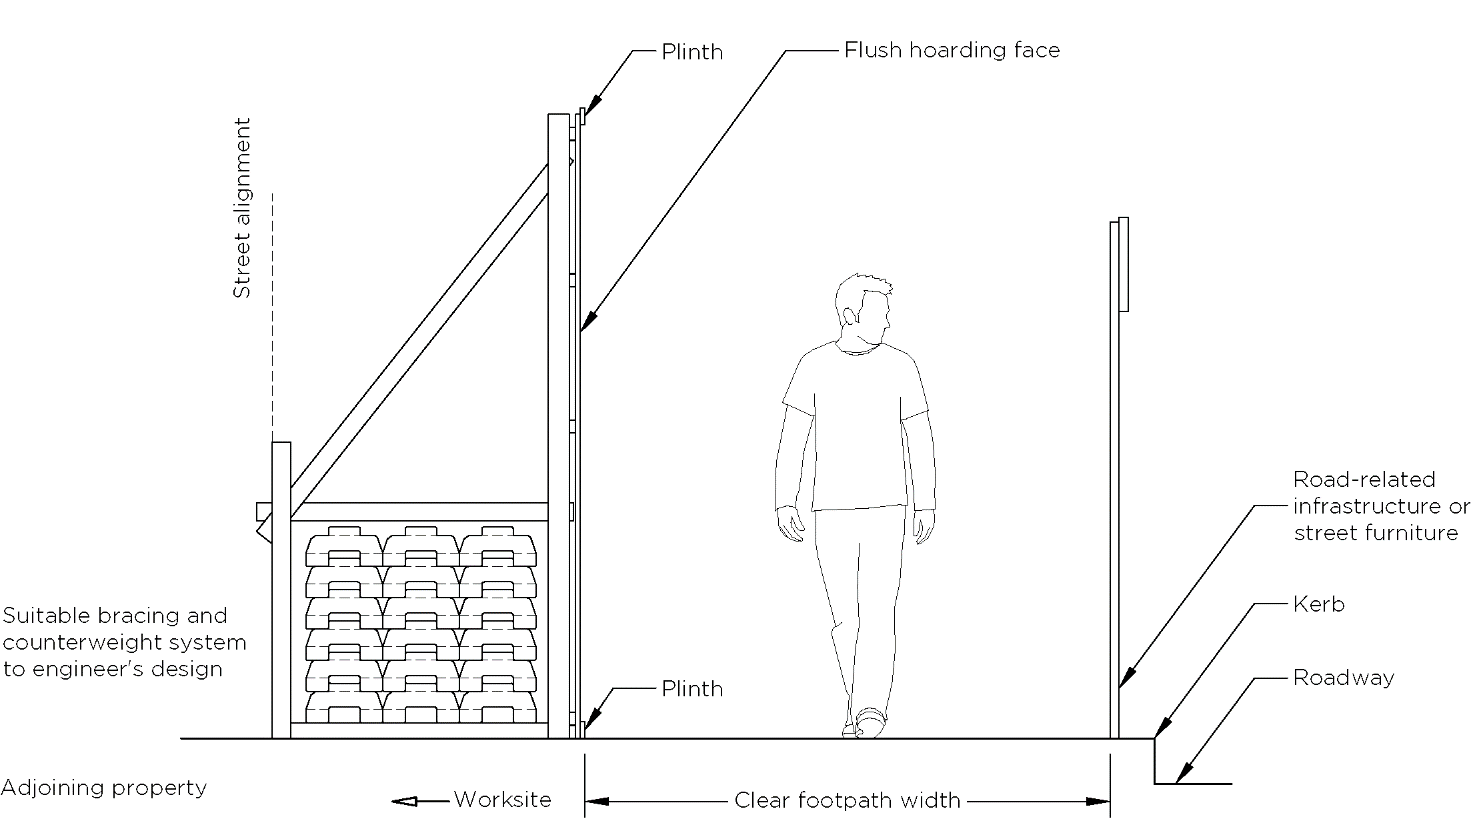 Plinth
Flush hoarding face
Street alignment
Road-related
infrastructure or
street furniture
Kerb
Suitable bracing and
counterweight system
to engineer's design
Roadway
Plinth
Adjoining property
Worksite
Clear footpath width